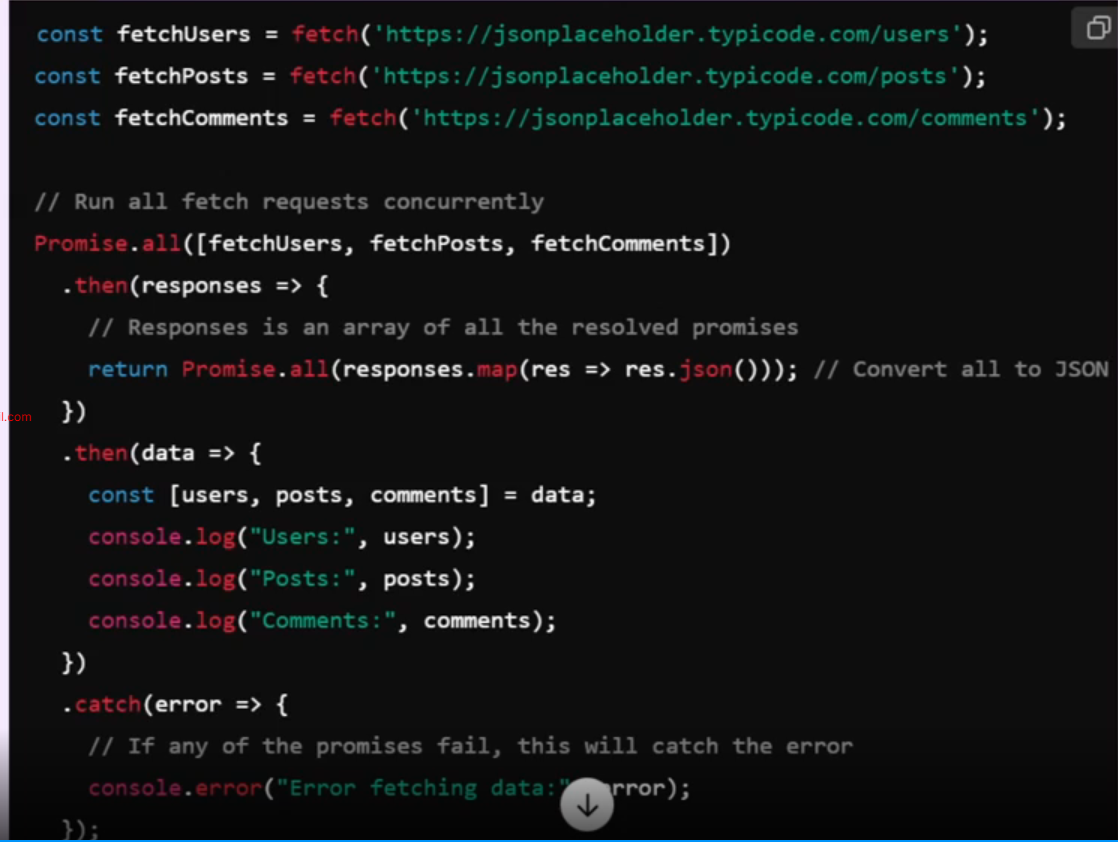 const fetchUsers = fetch('https://jsonplaceholder.typicode.com/users');
const fetchPosts = fetch('https://jsonplaceholder.typicode.com/posts');
const fetchComments = fetch('https://jsonplaceholder.typicode.com/comments');
// Run all fetch requests concurrently
Promise.all([fetchUsers, fetchPosts, fetchComments])
  .then(responses => {
    // Responses is an array of all the resolved promises
    return Promise.all(responses.map(res => res.json())); // Convert all to JSON
l.com
  })
  .then(data => {
    const [users, posts, comments] = data;
    console.log("Users:", users);
    console.log("Posts:", posts);
    console.log("Comments:", comments);
  })
  .catch(error => {
    // If any of the promises fail, this will catch the error
    console.error("Error fetching data:" rror);
  });